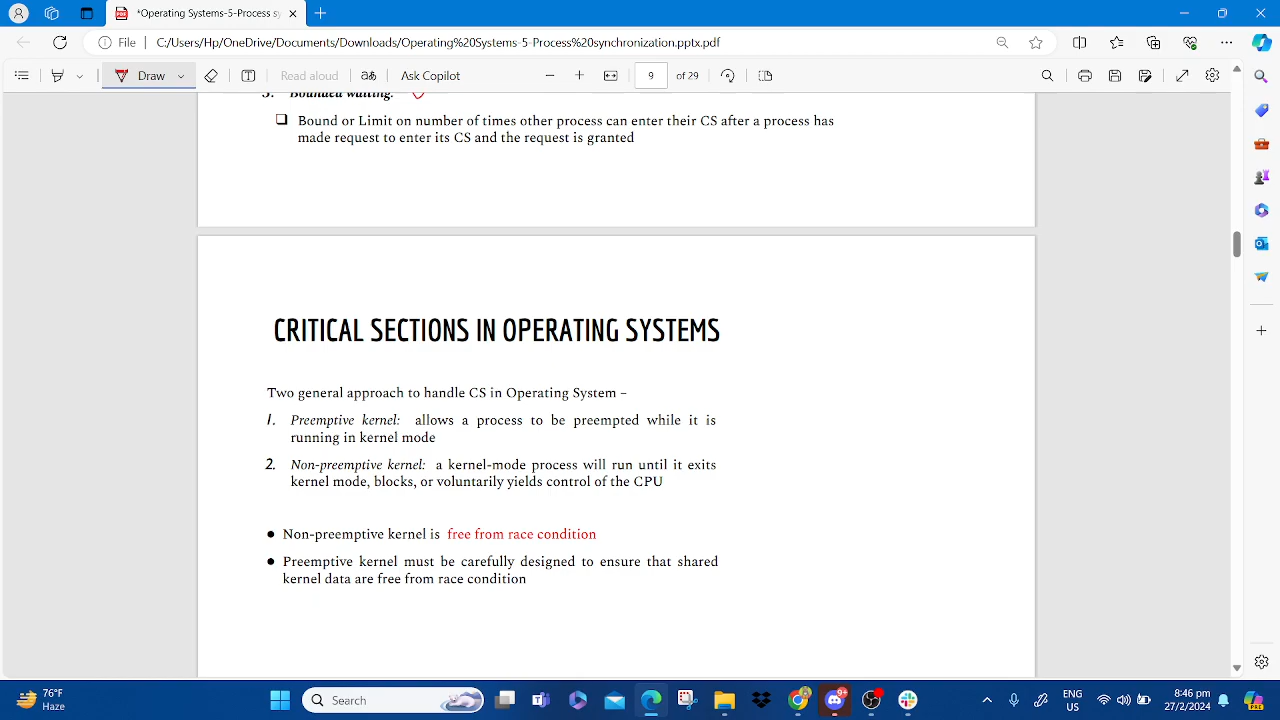 *Operating Systems-5-Process sy
File
C:/Users/Hp/OneDrive/Documents/Downloads/Operating%20Systems-5-Process%20synchronization.pptx.pdf
Draw
Read aloud
Ask Copilot
9 of 29
3. Bounded waiting:
Bound or Limit on number of times other process can enter their CS after a process has
made request to enter its CS and the request is granted
CRITICAL SECTIONS IN OPERATING SYSTEMS
Two general approach to handle CS in Operating System –
1. Preemptive kernel: allows a process to be preempted while it is
running in kernel mode
2. Non-preemptive kernel: a kernel-mode process will run until it exits
kernel mode, blocks, or voluntarily yields control of the CPU
● Non-preemptive kernel is free from race condition
● Preemptive kernel must be carefully designed to ensure that shared
kernel data are free from race condition
76°F
Haze
Search
9+
ENG
US
8:46 pm
27/2/2024